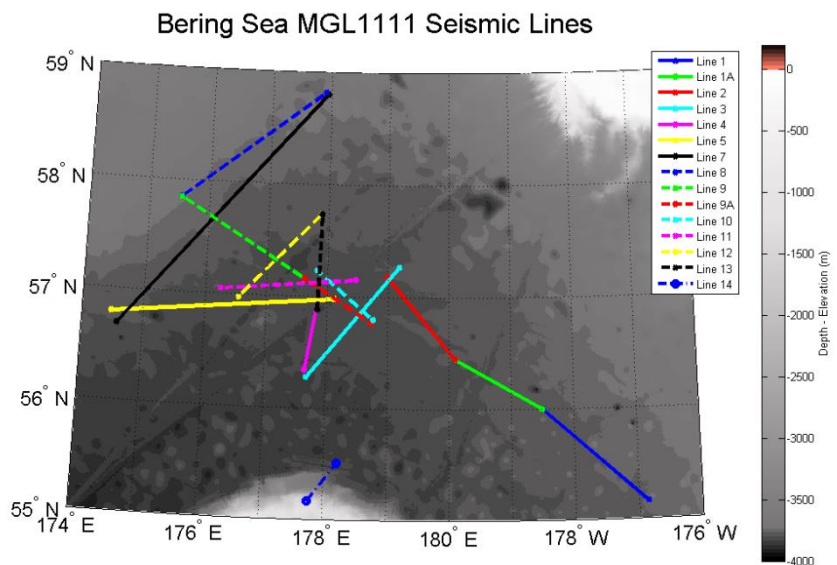 Bering Sea MGL1111 Seismic Lines
59° N
58° N
57° N
56° N
55° N
174° E
176° E
178° E
180° E
178° W
176° W
Line 1
Line 1A
Line 2
Line 3
Line 4
Line 5
Line 7
Line 8
Line 9
Line 9A
Line 10
Line 11
Line 12
Line 13
Line 14
0
-500
-1000
-1500
-2000
-2500
-3000
-3500
-4000
Depth - Elevation (m)